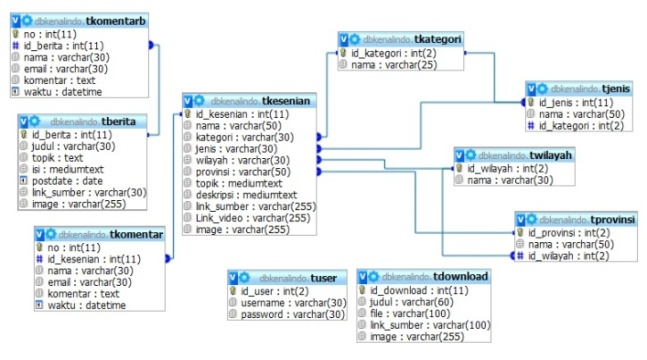 dbkenalindo.tkomentarb
no : int(11)
id_berita : int(11)
nama : varchar(30)
email : varchar(30)
komentar : text
waktu : datetime
dbkenalindo.tberita
id_berita : int(11)
judul : varchar(30)
topik : text
isi : mediumtext
postdate : date
link_sumber : varchar(30)
image : varchar(255)
dbkenalindo.tkomentar
no : int(11)
id_kesenian : int(11)
nama : varchar(30)
email : varchar(30)
komentar : text
waktu : datetime
dbkenalindo.tkesenian
id_kesenian : int(11)
nama : varchar(50)
kategori : varchar(30)
jenis : varchar(30)
wilayah : varchar(30)
provinsi : varchar(50)
topik : mediumtext
deskripsi : mediumtext
link_sumber : varchar(255)
Link_video : varchar(255)
image : varchar(255)
dbkenalindo.tkategori
id_kategori : int(2)
nama : varchar(25)
dbkenalindo.tjenis
id_jenis : int(11)
nama : varchar(50)
id_kategori : int(2)
dbkenalindo.twilayah
id_wilayah : int(2)
nama : varchar(30)
dbkenalindo.tprovinsi
id_provinsi : int(2)
nama : varchar(50)
id_wilayah : int(2)
dbkenalindo.tuser
id_user : int(2)
username : varchar(30)
password : varchar(30)
dbkenalindo.tdownload
id_download : int(11)
judul : varchar(60)
file : varchar(100)
link_sumber : varchar(100)
image : varchar(255)